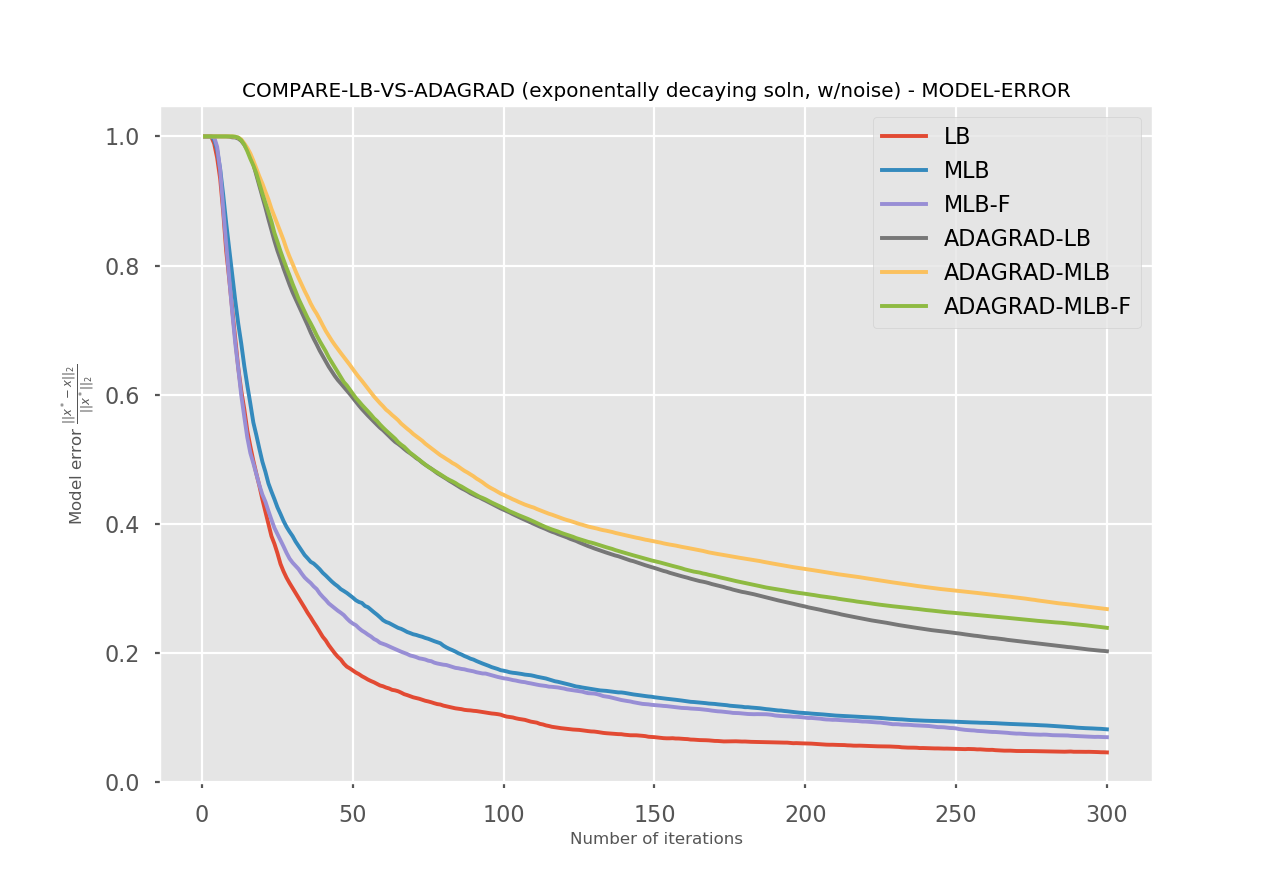 COMPARE-LB-VS-ADAGRAD (exponentially decaying soln, w/noise) - MODEL-ERROR
1.0
0.8
0.6
0.4
0.2
0.0
Model error ||x* − x||₂ / ||x*||₂
LB
MLB
MLB-F
ADAGRAD-LB
ADAGRAD-MLB
ADAGRAD-MLB-F
0 50 100 150 200 250 300
Number of iterations